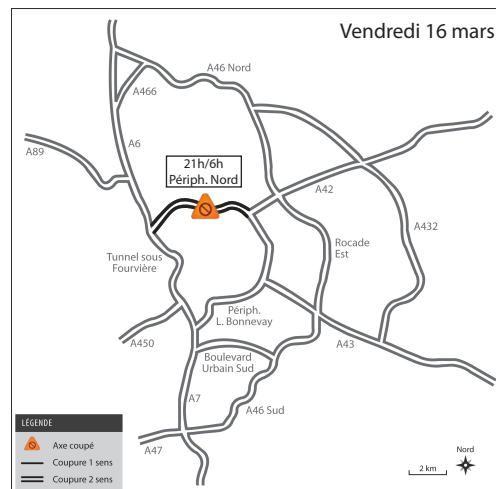 Vendredi 16 mars
A46 Nord
A466
A6
A89
21h/6h
Périph. Nord
A42
A432
Rocade
Est
Tunnel sous
Fourvière
Périph.
L. Bonnevay
A450
Boulevard
Urbain Sud
A43
A7
A46 Sud
A47
LÉGENDE
Axe coupé
Coupure 1 sens
Coupure 2 sens
2 km
Nord